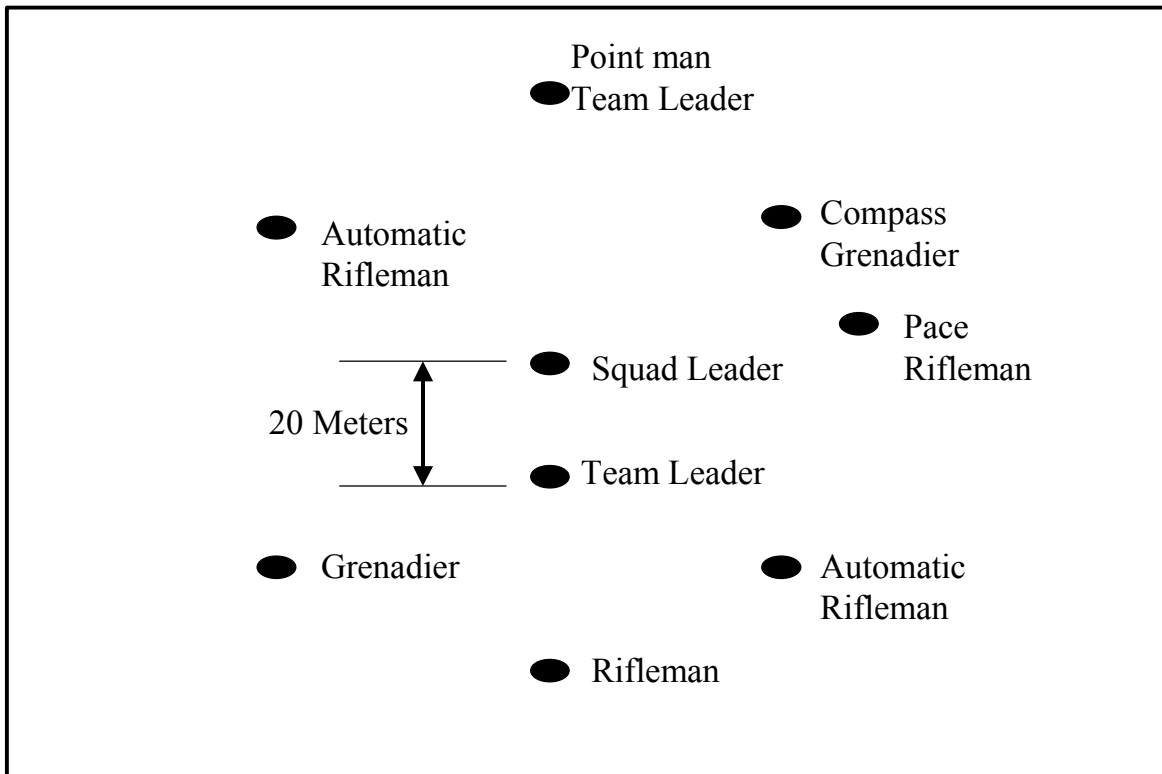 Point man
Team Leader
Automatic
Rifleman
Compass
Grenadier
Pace
Rifleman
Squad Leader
20 Meters
Team Leader
Grenadier
Automatic
Rifleman
Rifleman